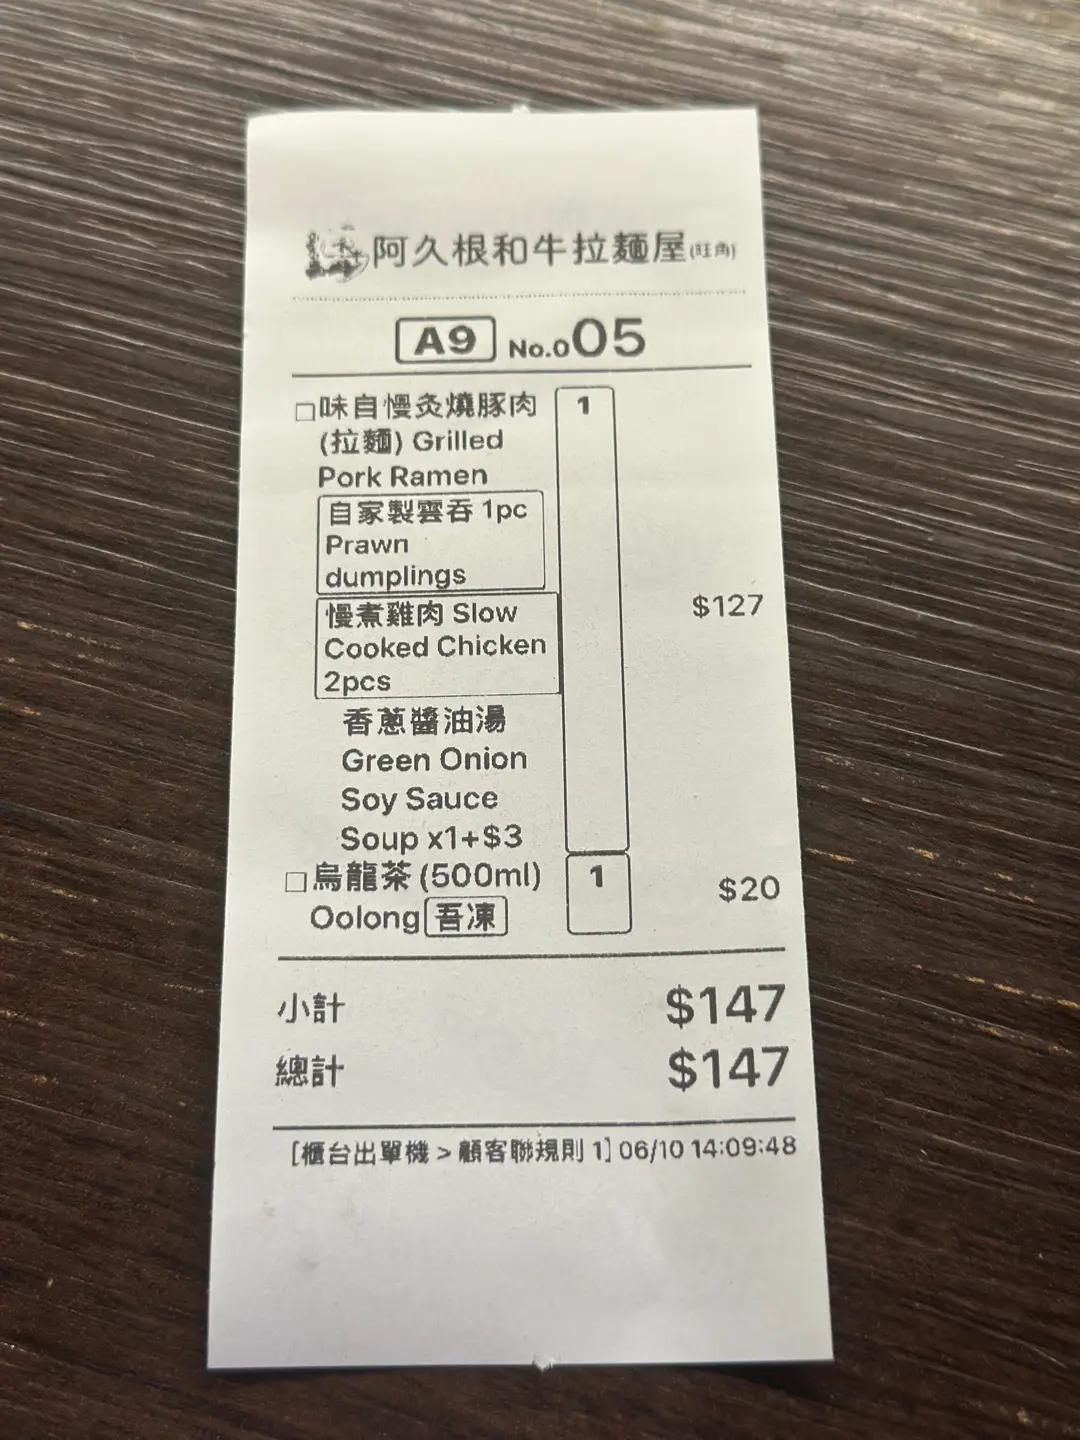 阿久根和牛拉麵屋(旺角)
A9 No.005
□味自慢炙燒豚肉 1
(拉麵) Grilled
Pork Ramen
自家製雲吞 1pc
Prawn
dumplings
$127
慢煮雞肉 Slow
Cooked Chicken
2pcs
香蔥醬油湯
Green Onion
Soy Sauce
Soup x1+$3
□烏龍茶 (500ml) 1 $20
Oolong 吾凍
小計 $147
總計 $147
[櫃台出單機 > 顧客聯規則 1] 06/10 14:09:48